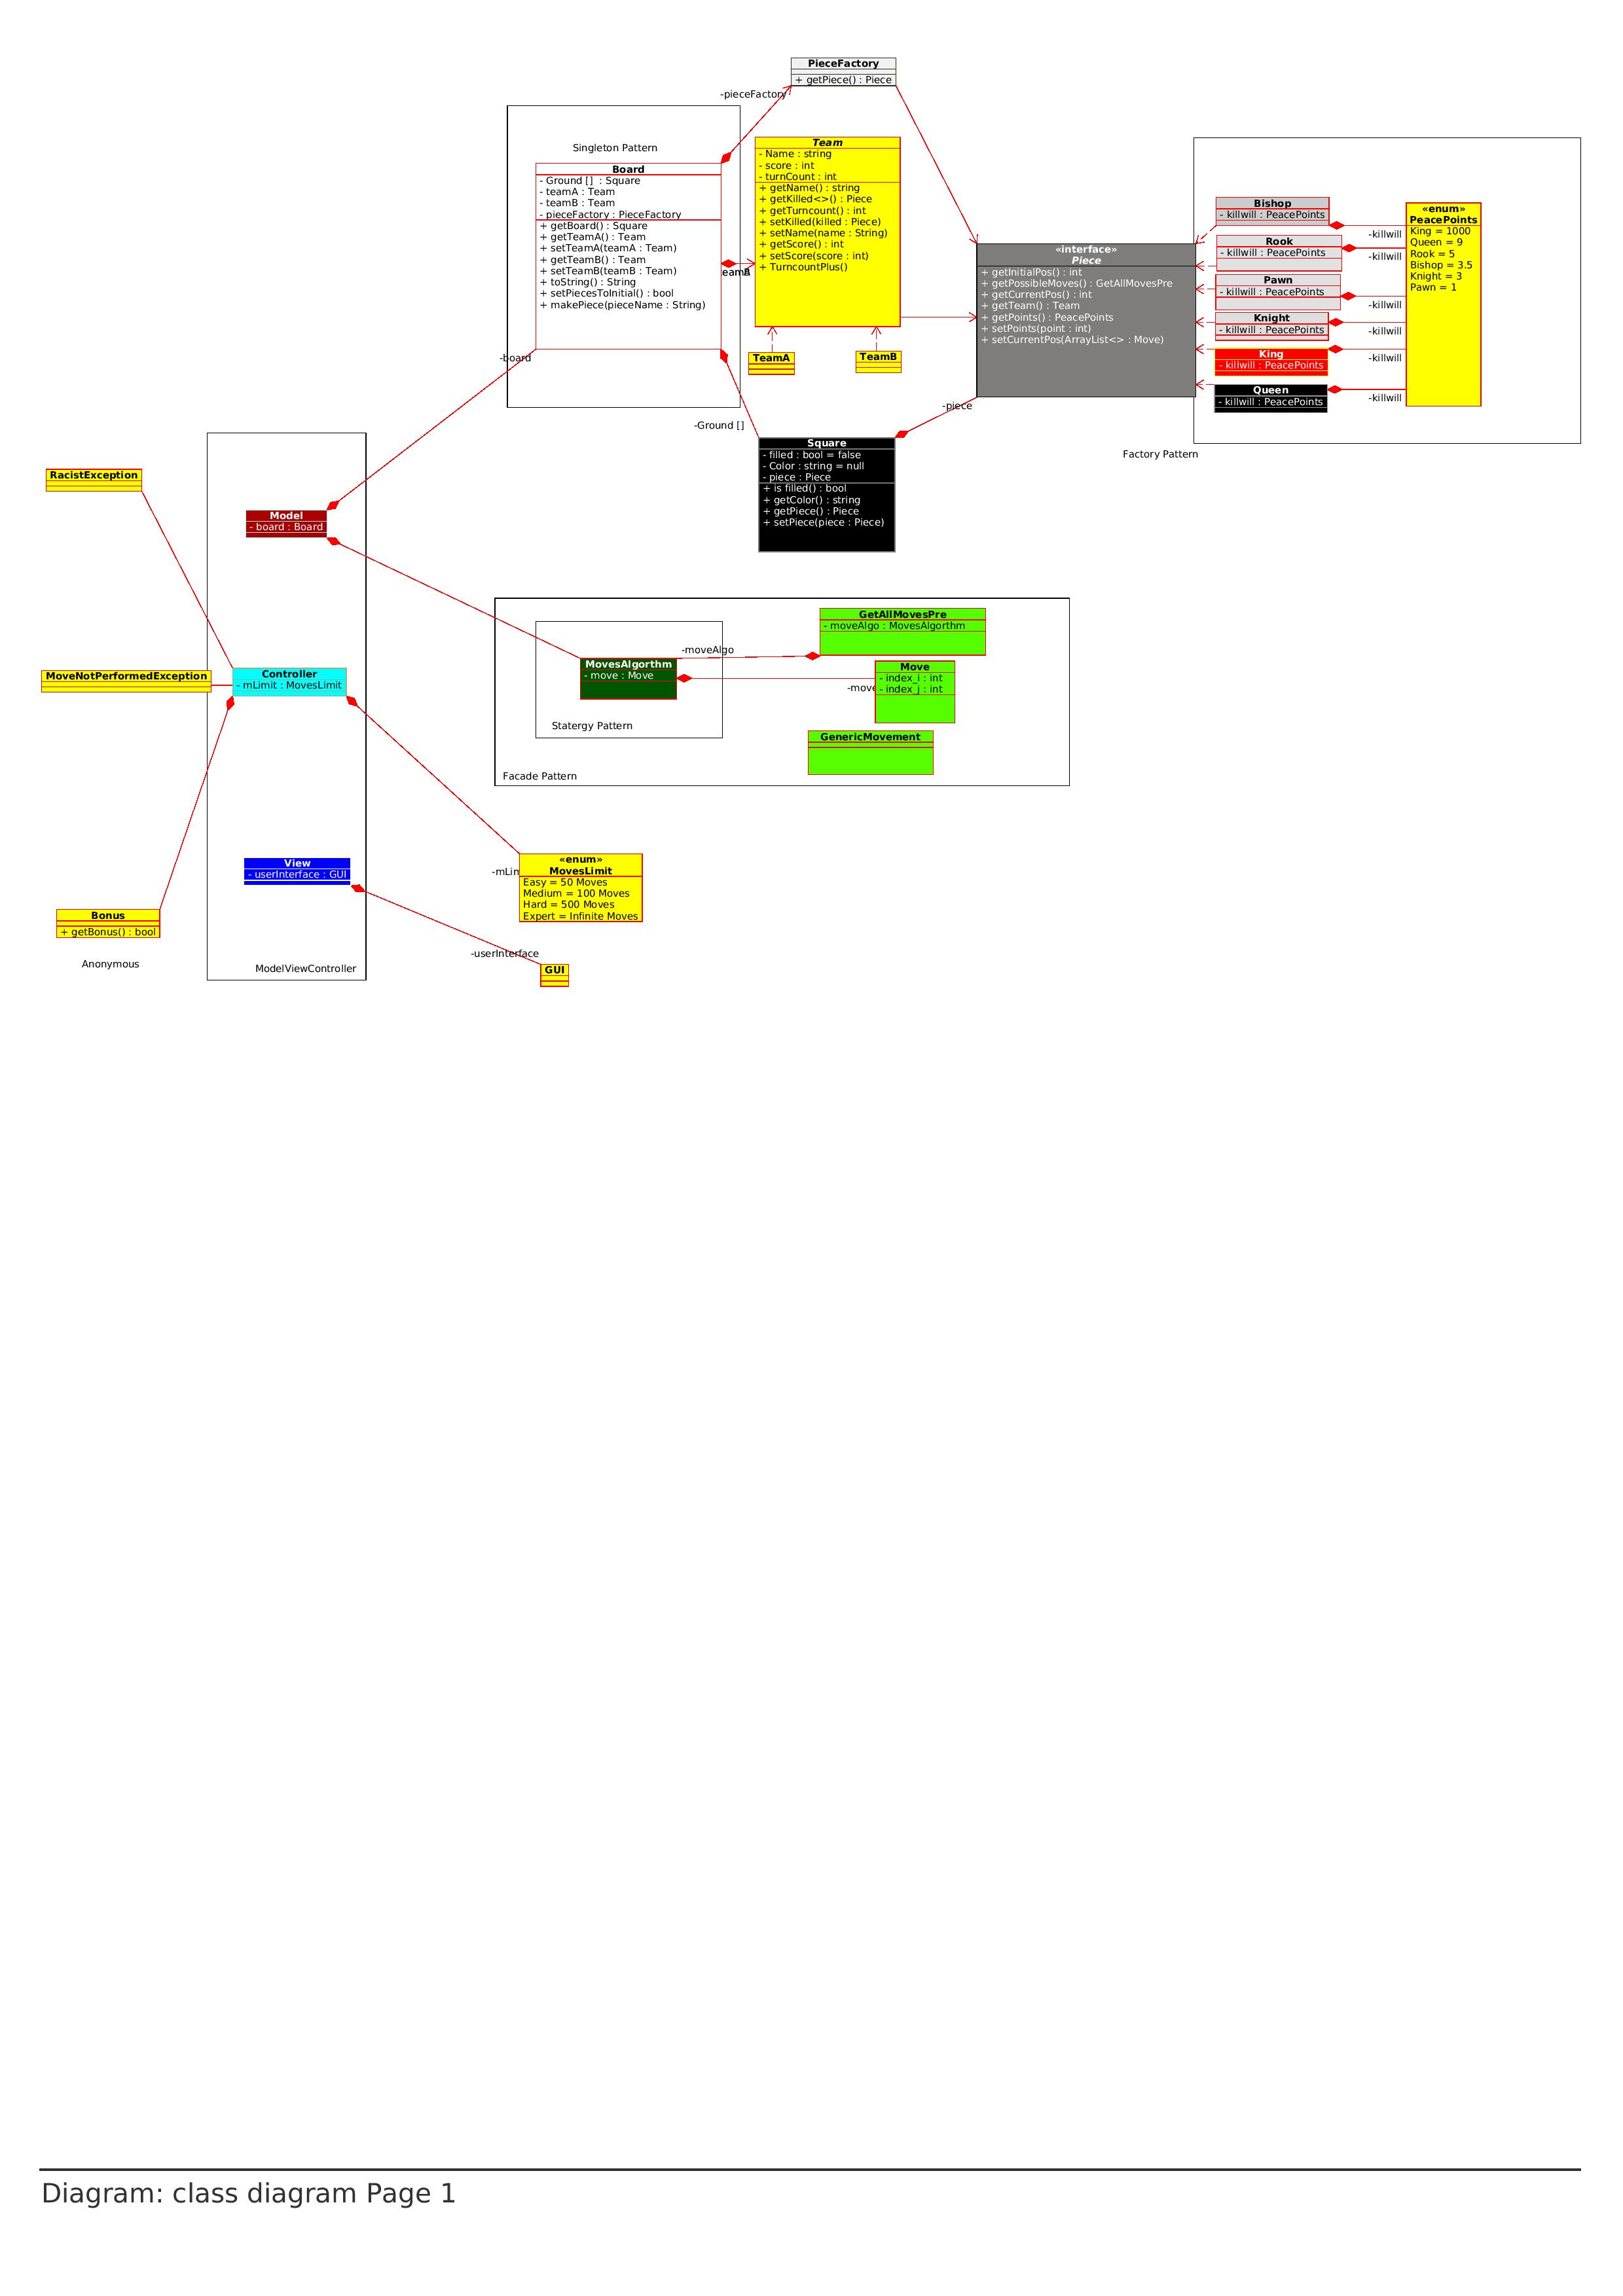 PieceFactory
+ getPiece() : Piece
-pieceFactory
Singleton Pattern
Board
- Ground [] : Square
- teamA : Team
- teamB : Team
- pieceFactory : PieceFactory
+ getBoard() : Square
+ getTeamA() : Team
+ setTeamA(teamA : Team)
+ getTeamB() : Team
+ setTeamB(teamB : Team)
+ toString() : String
+ setPiecesToInitial() : bool
+ makePiece(pieceName : String)
Team
- Name : string
- score : int
- turnCount : int
+ getName() : string
+ getKilled<>() : Piece
+ getTurncount() : int
+ setKilled(killed : Piece)
+ setName(name : String)
+ getScore() : int
+ setScore(score : int)
+ TurncountPlus()
TeamA
TeamB
«interface»
Piece
+ getInitialPos() : int
+ getPossibleMoves() : GetAllMovesPre
+ getCurrentPos() : int
+ getTeam() : Team
+ getPoints() : PeacePoints
+ setPoints(point : int)
+ setCurrentPos(ArrayList<> : Move)
Bishop
- killwill : PeacePoints
-killwill
Rook
- killwill : PeacePoints
-killwill
Pawn
- killwill : PeacePoints
-killwill
Knight
- killwill : PeacePoints
-killwill
King
- killwill : PeacePoints
-killwill
Queen
- killwill : PeacePoints
-killwill
«enum»
PeacePoints
King = 1000
Queen = 9
Rook = 5
Bishop = 3.5
Knight = 3
Pawn = 1
Factory Pattern
-board
-Ground []
-piece
Square
- filled : bool = false
- Color : string = null
- piece : Piece
+ is filled() : bool
+ getColor() : string
+ getPiece() : Piece
+ setPiece(piece : Piece)
RacistException
Model
- board : Board
MoveNotPerformedException
Controller
- mLimit : MovesLimit
View
- userInterface : GUI
Bonus
+ getBonus() : bool
Anonymous
ModelViewController
GetAllMovesPre
- moveAlgo : MovesAlgorthm
-moveAlgo
MovesAlgorthm
- move : Move
-move
Move
- index_i : int
- index_j : int
Statergy Pattern
GenericMovement
Facade Pattern
«enum»
MovesLimit
Easy = 50 Moves
Medium = 100 Moves
Hard = 500 Moves
Expert = Infinite Moves
-userInterface
GUI
Diagram: class diagram Page 1